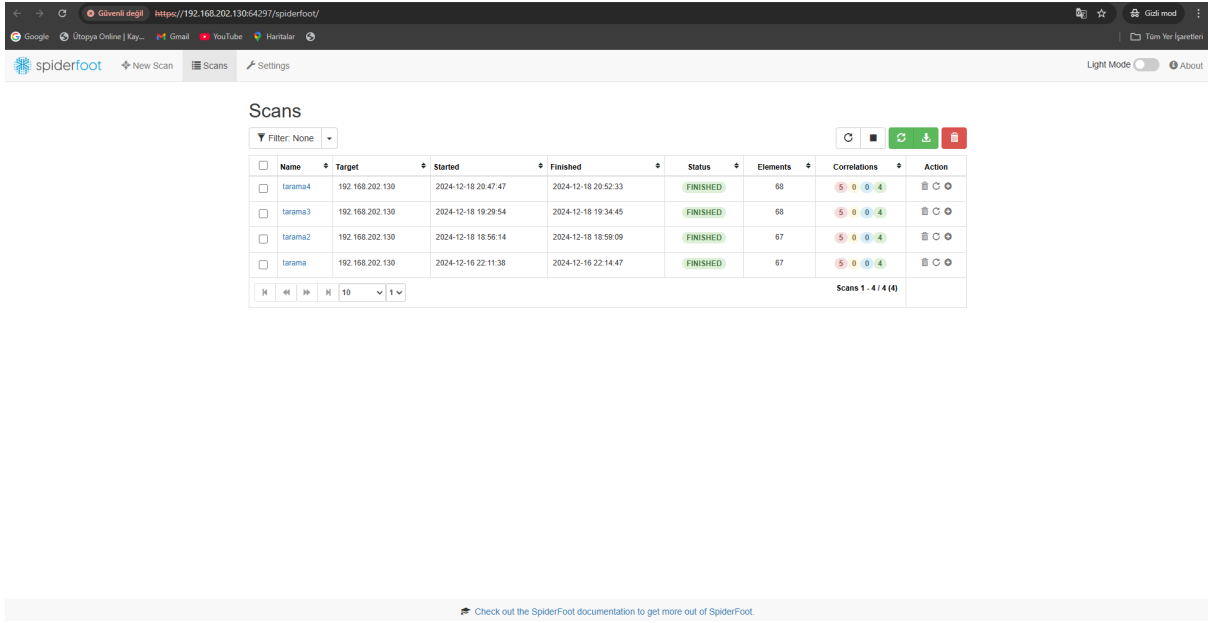 Güvenli değil https://192.168.202.130:64297/spiderfoot/ Gizli mod
Google Ütopya Online | Kay... Gmail YouTube Haritalar Tüm Yer İşaretleri
spiderfoot New Scan Scans Settings Light Mode About
Scans
Filter: None
Name Target Started Finished Status Elements Correlations Action
tarama4 192.168.202.130 2024-12-18 20:47:47 2024-12-18 20:52:33 FINISHED 68 5 0 0 4
tarama3 192.168.202.130 2024-12-18 19:29:54 2024-12-18 19:34:45 FINISHED 68 5 0 0 4
tarama2 192.168.202.130 2024-12-18 18:56:14 2024-12-18 18:59:09 FINISHED 67 5 0 0 4
tarama 192.168.202.130 2024-12-16 22:11:38 2024-12-16 22:14:47 FINISHED 67 5 0 0 4
10 1 Scans 1 - 4 / 4 (4)
Check out the SpiderFoot documentation to get more out of SpiderFoot.